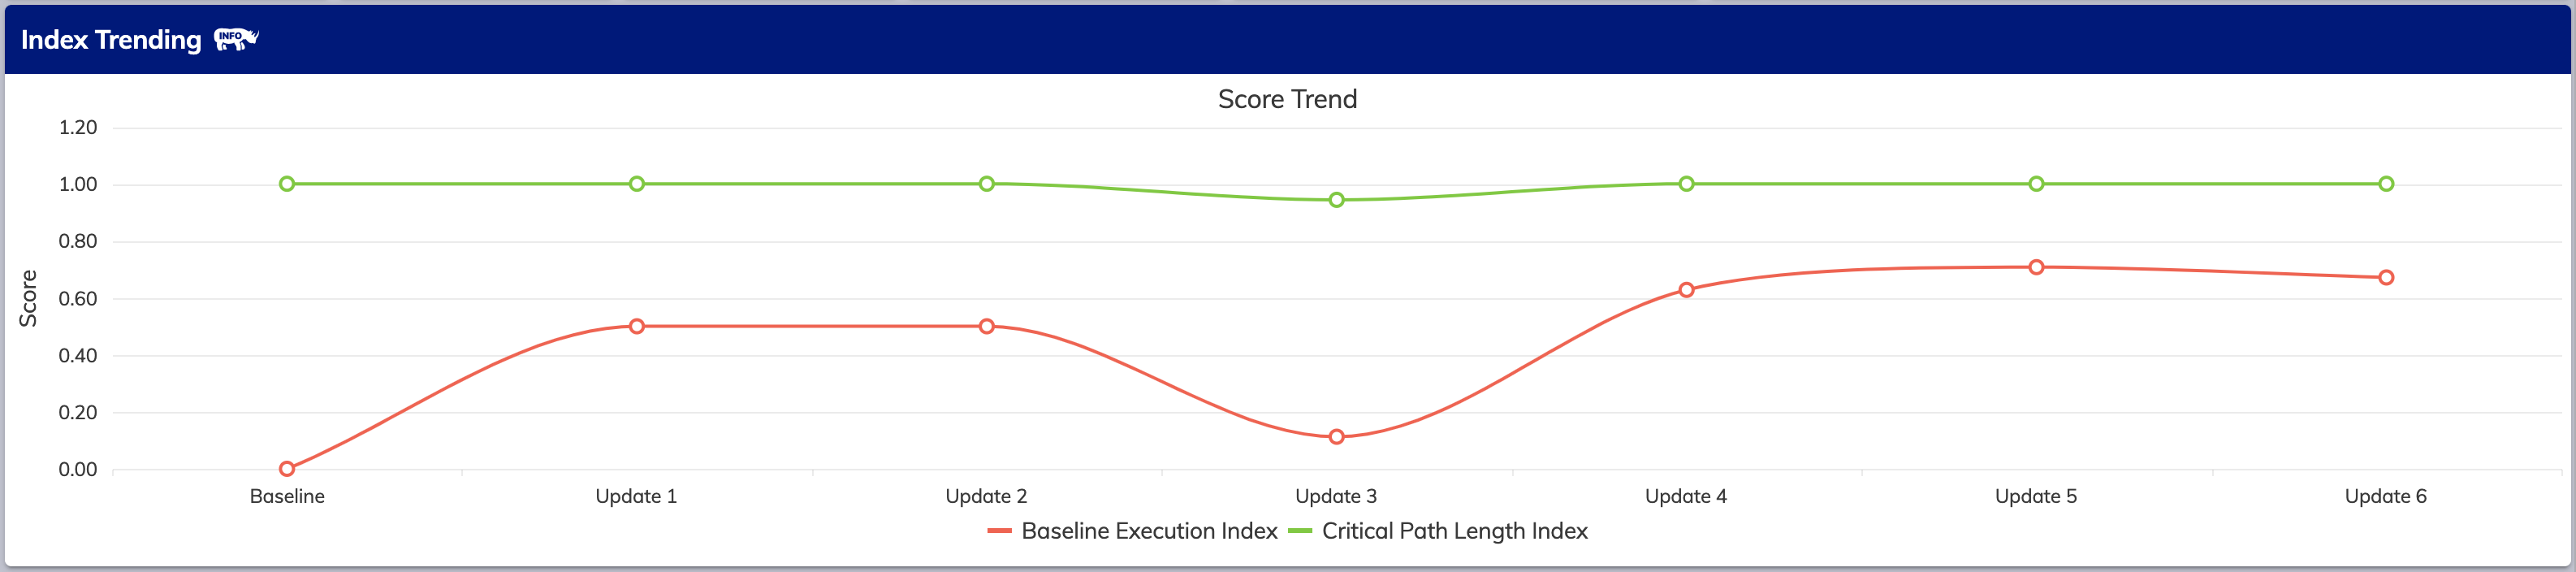 Index Trending INFO
Score Trend
1.20
1.00
0.80
0.60
0.40
0.20
0.00
Score
Baseline Update 1 Update 2 Update 3 Update 4 Update 5 Update 6
Baseline Execution Index Critical Path Length Index